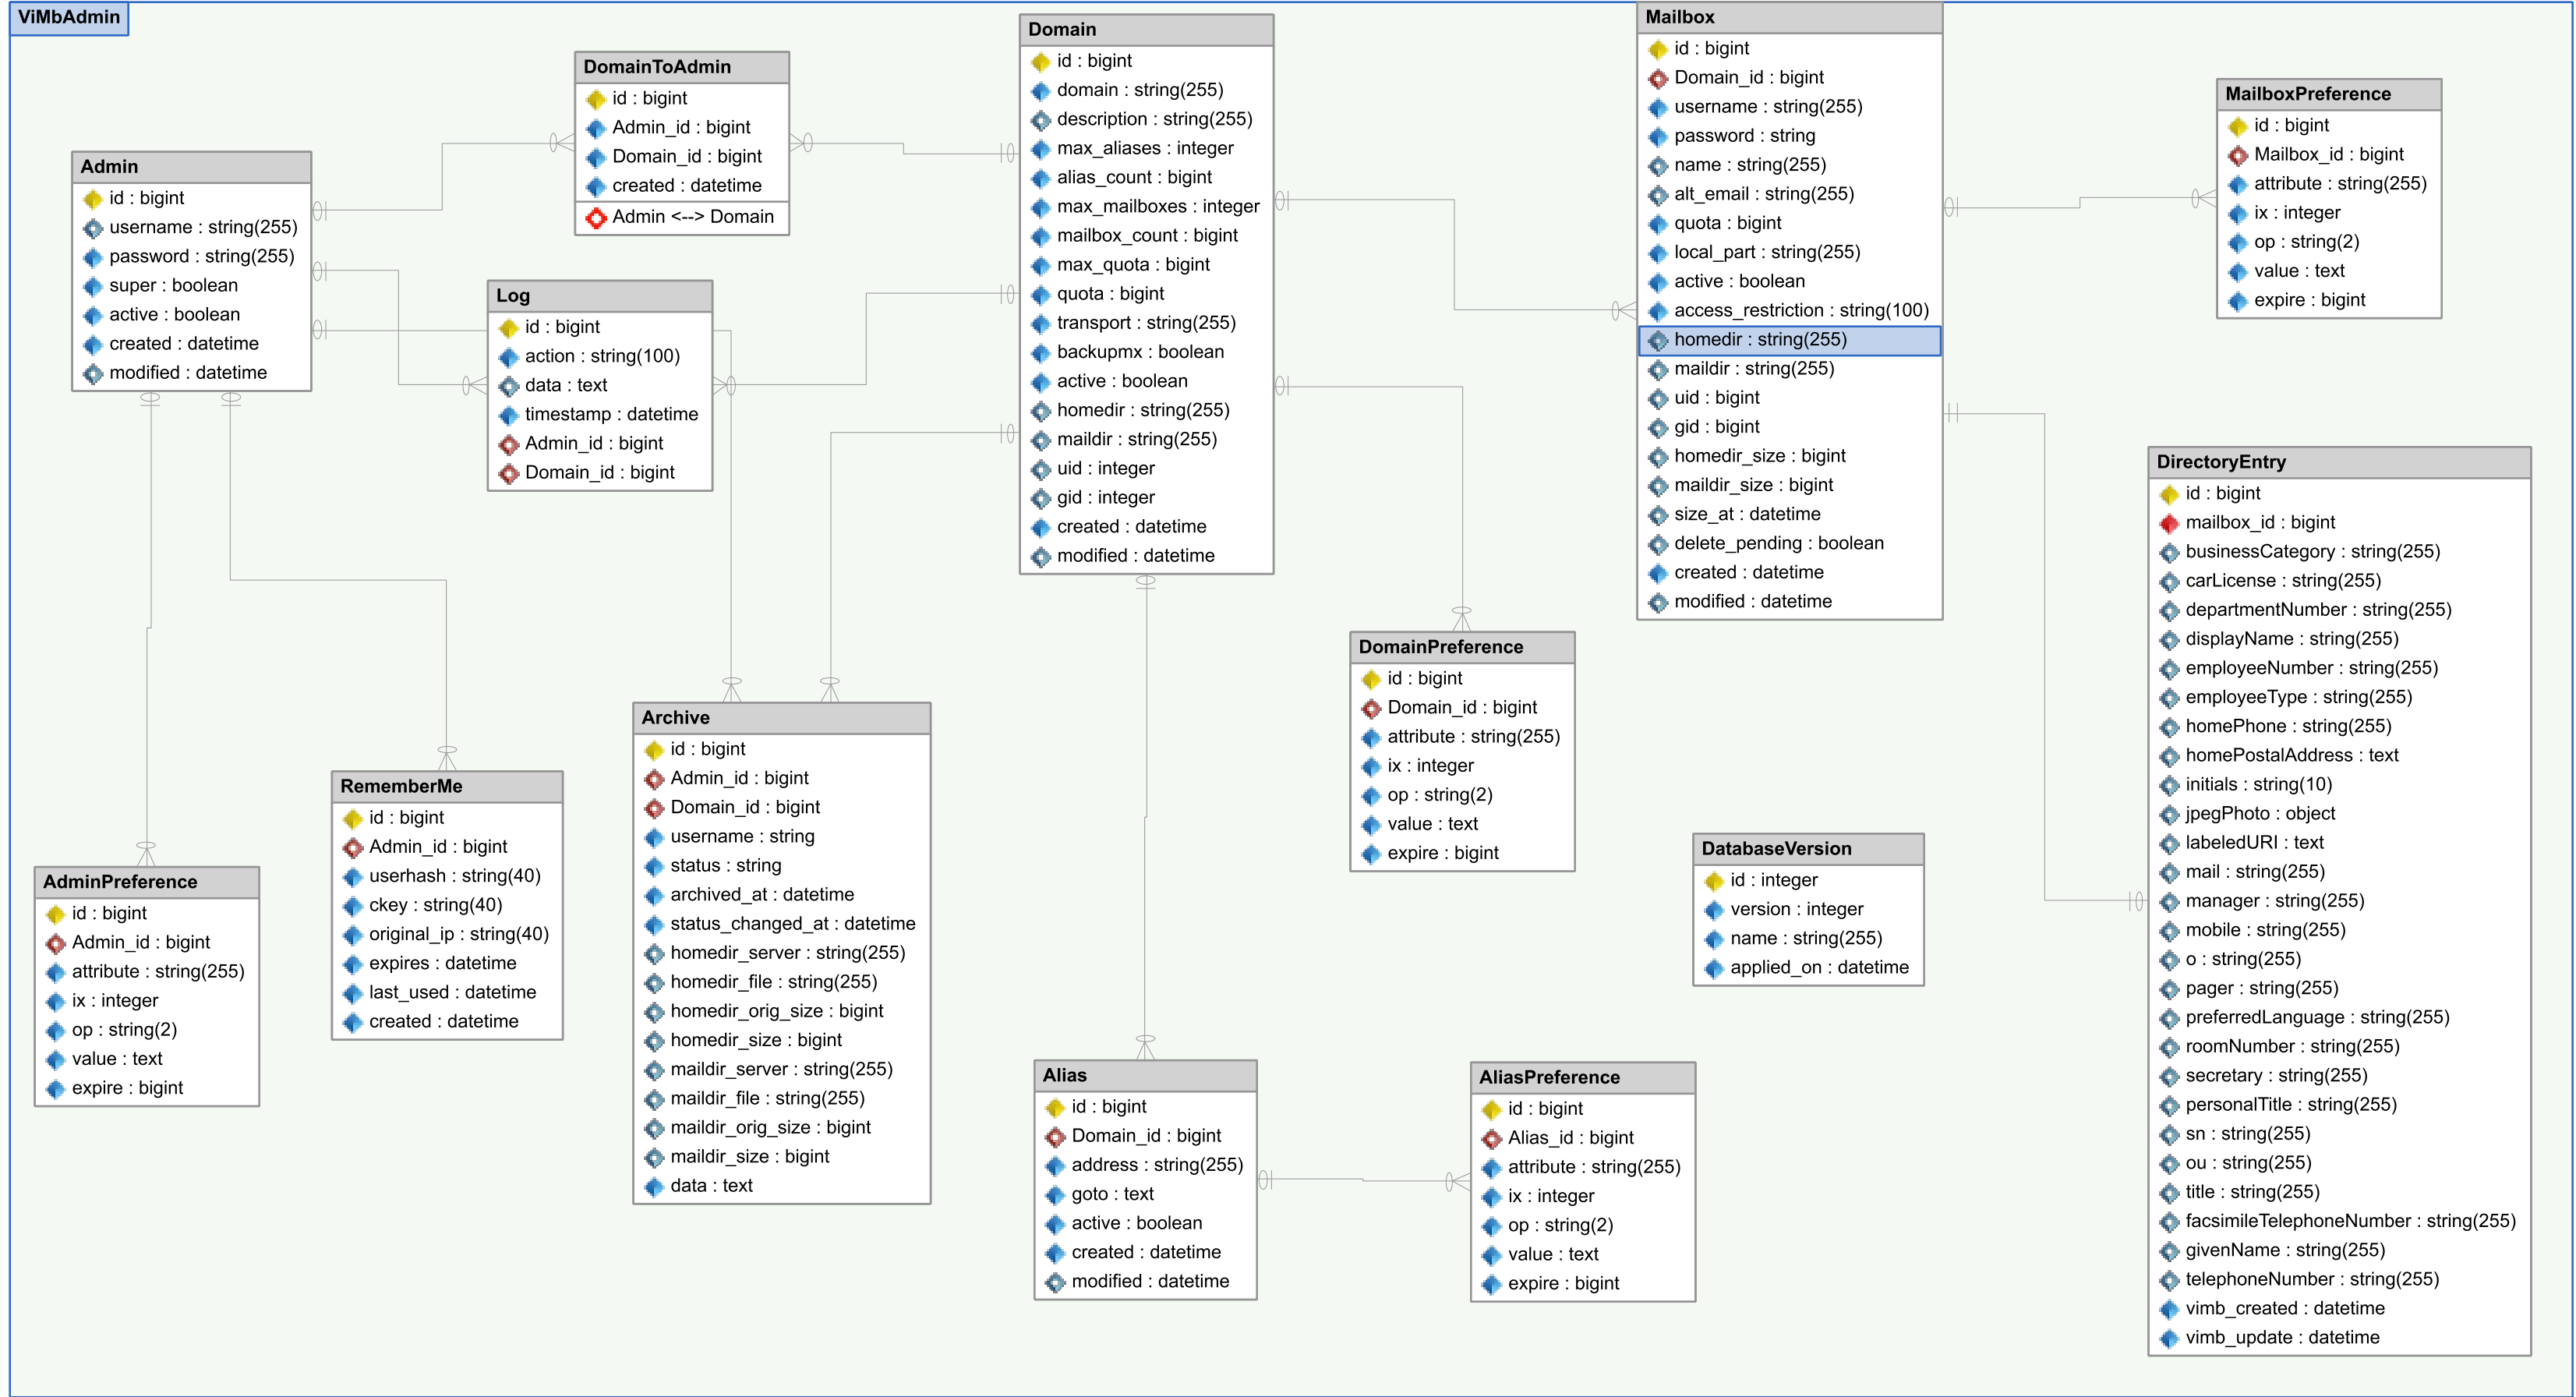 ViMbAdmin
Admin
id : bigint
username : string(255)
password : string(255)
super : boolean
active : boolean
created : datetime
modified : datetime
DomainToAdmin
id : bigint
Admin_id : bigint
Domain_id : bigint
created : datetime
Admin <--> Domain
Log
id : bigint
action : string(100)
data : text
timestamp : datetime
Admin_id : bigint
Domain_id : bigint
Domain
id : bigint
domain : string(255)
description : string(255)
max_aliases : integer
alias_count : bigint
max_mailboxes : integer
mailbox_count : bigint
max_quota : bigint
quota : bigint
transport : string(255)
backupmx : boolean
active : boolean
homedir : string(255)
maildir : string(255)
uid : integer
gid : integer
created : datetime
modified : datetime
Mailbox
id : bigint
Domain_id : bigint
username : string(255)
password : string
name : string(255)
alt_email : string(255)
quota : bigint
local_part : string(255)
active : boolean
access_restriction : string(100)
homedir : string(255)
maildir : string(255)
uid : bigint
gid : bigint
homedir_size : bigint
maildir_size : bigint
size_at : datetime
delete_pending : boolean
created : datetime
modified : datetime
MailboxPreference
id : bigint
Mailbox_id : bigint
attribute : string(255)
ix : integer
op : string(2)
value : text
expire : bigint
DirectoryEntry
id : bigint
mailbox_id : bigint
businessCategory : string(255)
carLicense : string(255)
departmentNumber : string(255)
displayName : string(255)
employeeNumber : string(255)
employeeType : string(255)
homePhone : string(255)
homePostalAddress : text
initials : string(10)
jpegPhoto : object
labeledURI : text
mail : string(255)
manager : string(255)
mobile : string(255)
o : string(255)
pager : string(255)
preferredLanguage : string(255)
roomNumber : string(255)
secretary : string(255)
personalTitle : string(255)
sn : string(255)
ou : string(255)
title : string(255)
facsimileTelephoneNumber : string(255)
givenName : string(255)
telephoneNumber : string(255)
vimb_created : datetime
vimb_update : datetime
DomainPreference
id : bigint
Domain_id : bigint
attribute : string(255)
ix : integer
op : string(2)
value : text
expire : bigint
DatabaseVersion
id : integer
version : integer
name : string(255)
applied_on : datetime
Archive
id : bigint
Admin_id : bigint
Domain_id : bigint
username : string
status : string
archived_at : datetime
status_changed_at : datetime
homedir_server : string(255)
homedir_file : string(255)
homedir_orig_size : bigint
homedir_size : bigint
maildir_server : string(255)
maildir_file : string(255)
maildir_orig_size : bigint
maildir_size : bigint
data : text
RememberMe
id : bigint
Admin_id : bigint
userhash : string(40)
ckey : string(40)
original_ip : string(40)
expires : datetime
last_used : datetime
created : datetime
AdminPreference
id : bigint
Admin_id : bigint
attribute : string(255)
ix : integer
op : string(2)
value : text
expire : bigint
Alias
id : bigint
Domain_id : bigint
address : string(255)
goto : text
active : boolean
created : datetime
modified : datetime
AliasPreference
id : bigint
Alias_id : bigint
attribute : string(255)
ix : integer
op : string(2)
value : text
expire : bigint